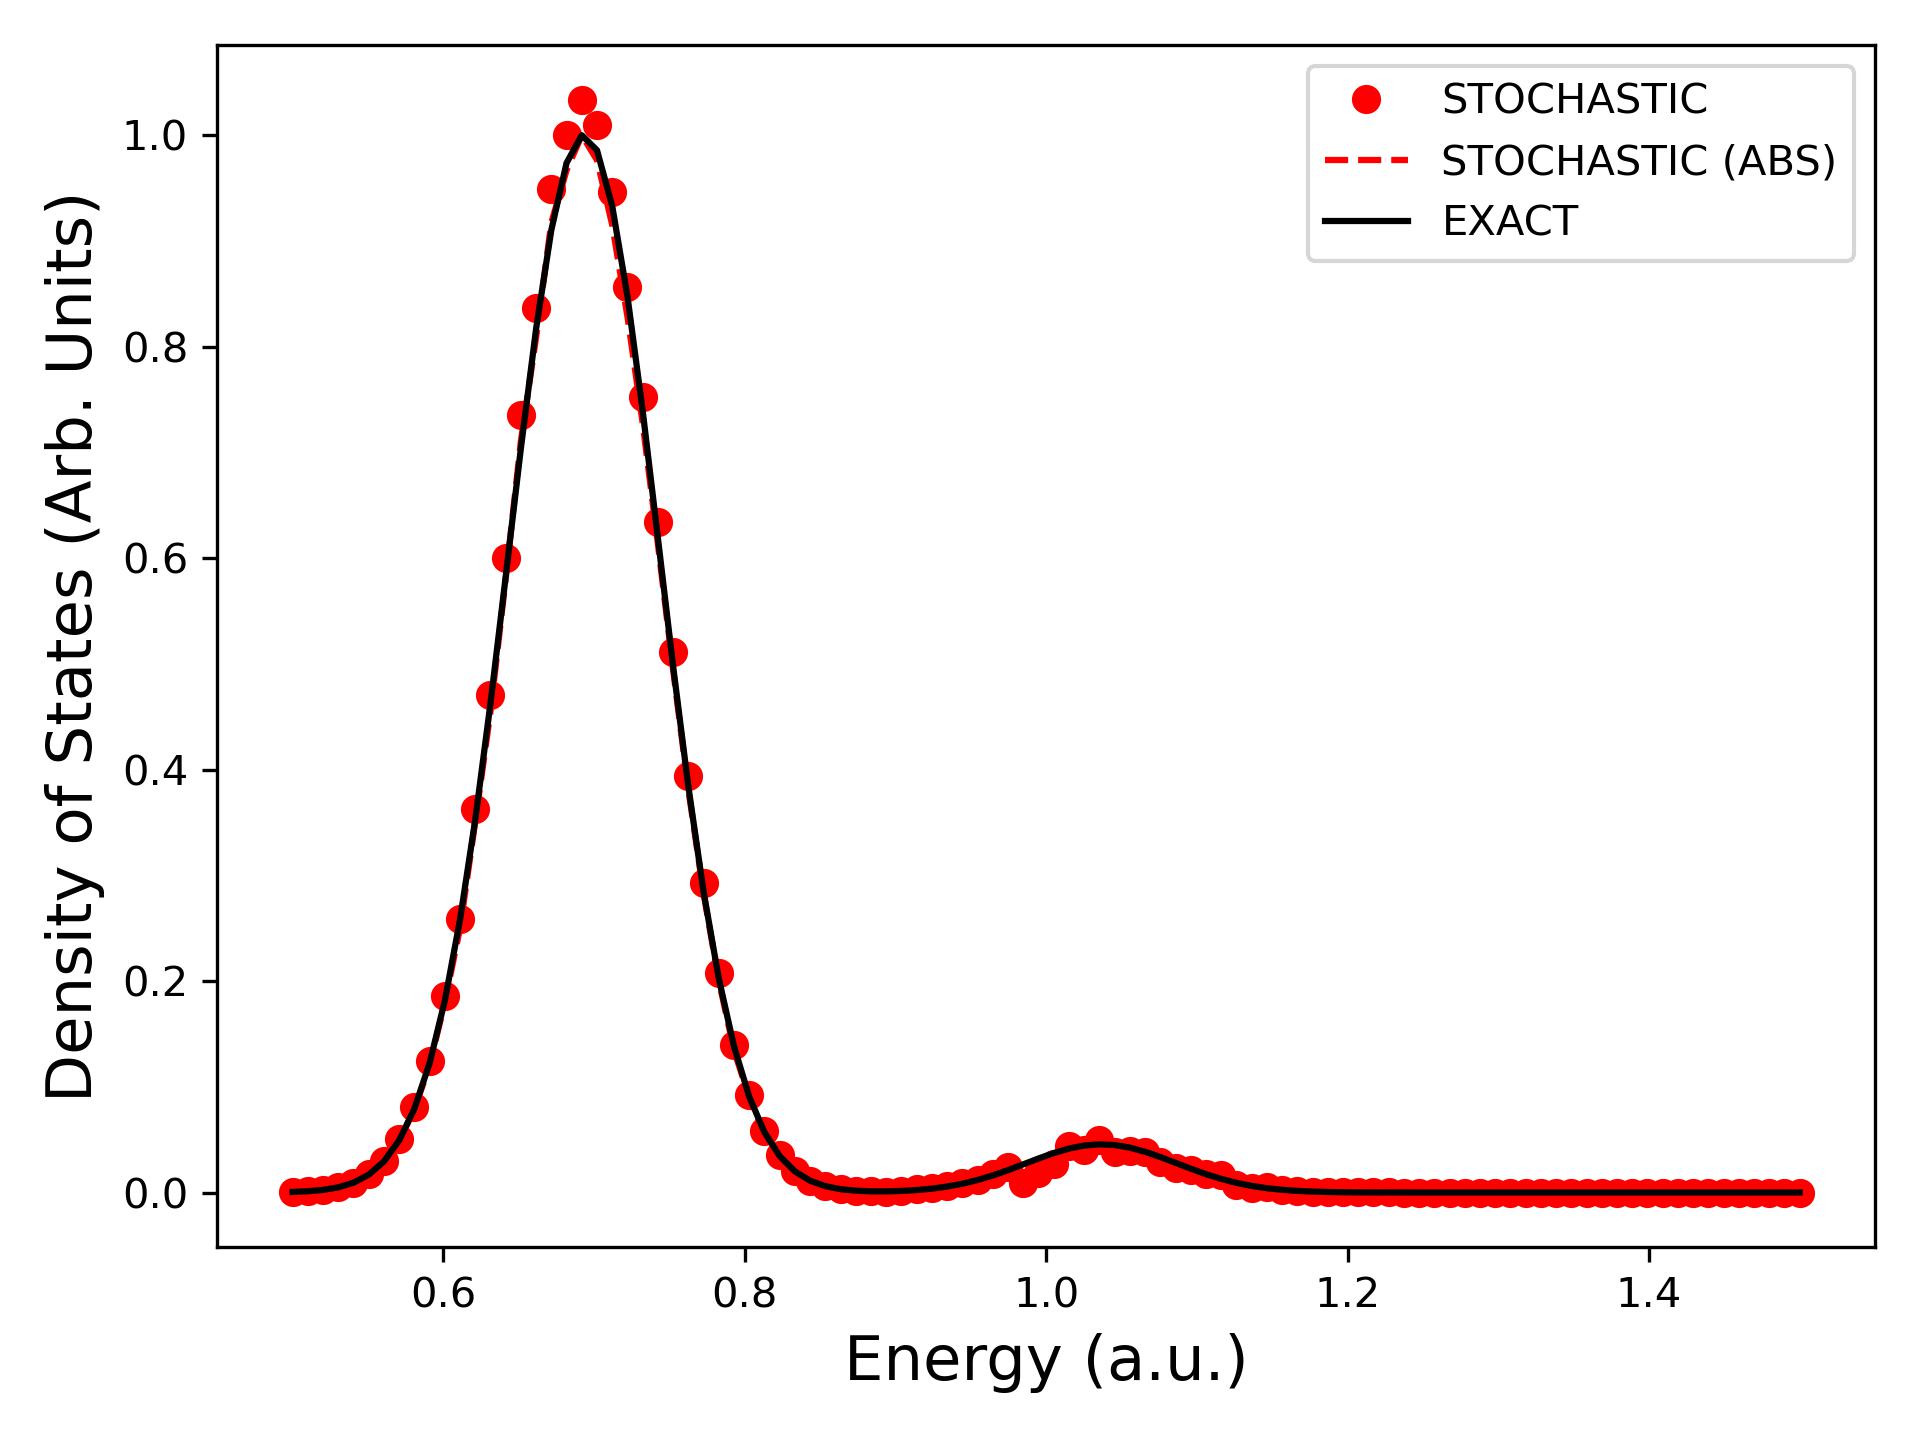 STOCHASTIC
STOCHASTIC (ABS)
EXACT
Density of States (Arb. Units)
1.0
0.8
0.6
0.4
0.2
0.0
0.6 0.8 1.0 1.2 1.4
Energy (a.u.)